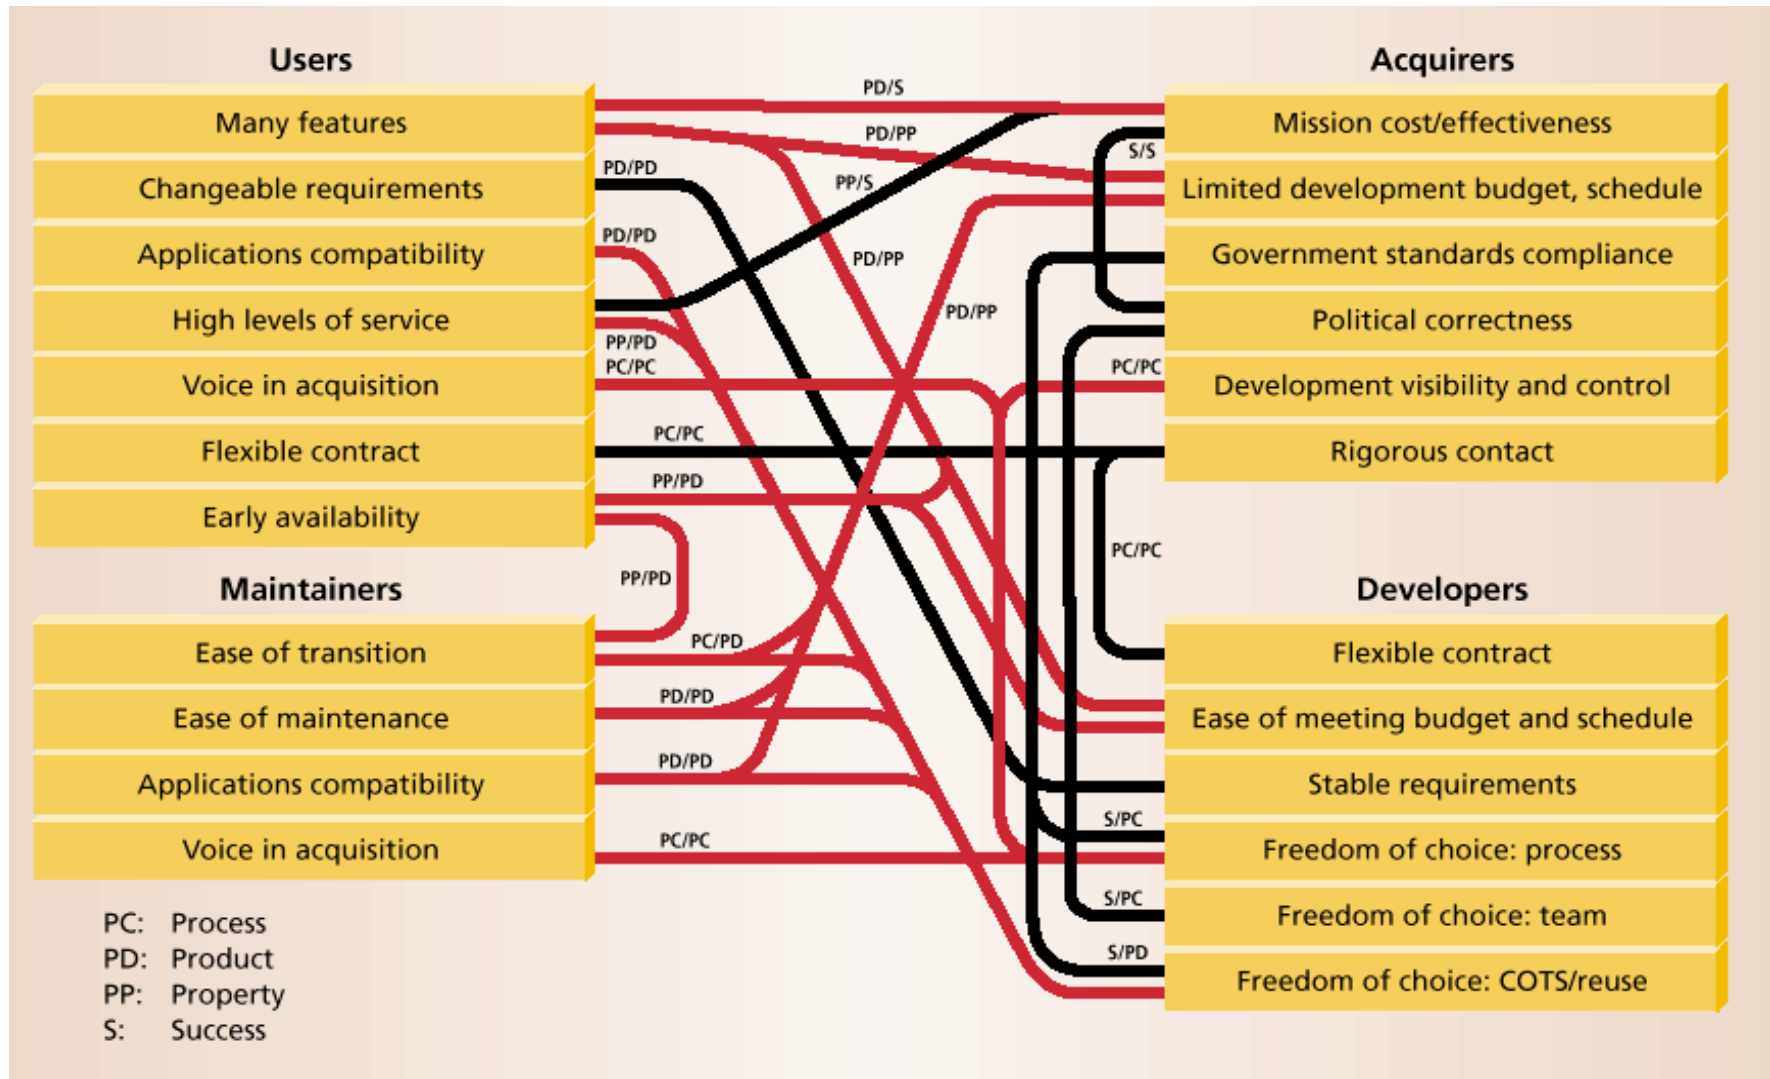 Users
Many features
Changeable requirements
Applications compatibility
High levels of service
Voice in acquisition
Flexible contract
Early availability
Maintainers
Ease of transition
Ease of maintenance
Applications compatibility
Voice in acquisition
PC: Process
PD: Product
PP: Property
S: Success
PD/S
PD/PP
PD/PD
PP/S
PD/PD
PD/PP
PD/PP
PP/PD
PC/PC
PC/PC
PP/PD
PP/PD
PC/PD
PD/PD
PD/PD
PC/PC
S/S
PC/PC
PC/PC
S/PC
S/PC
S/PD
Acquirers
Mission cost/effectiveness
Limited development budget, schedule
Government standards compliance
Political correctness
Development visibility and control
Rigorous contact
Developers
Flexible contract
Ease of meeting budget and schedule
Stable requirements
Freedom of choice: process
Freedom of choice: team
Freedom of choice: COTS/reuse